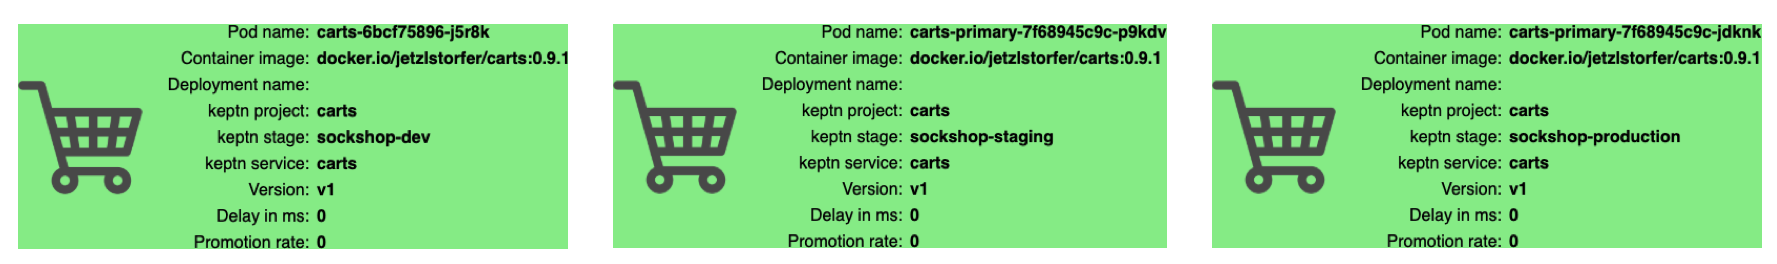 Pod name: carts-6bcf75896-j5r8k
Container image: docker.io/jetzlstorfer/carts:0.9.1
Deployment name:
keptn project: carts
keptn stage: sockshop-dev
keptn service: carts
Version: v1
Delay in ms: 0
Promotion rate: 0
Pod name: carts-primary-7f68945c9c-p9kdv
Container image: docker.io/jetzlstorfer/carts:0.9.1
Deployment name:
keptn project: carts
keptn stage: sockshop-staging
keptn service: carts
Version: v1
Delay in ms: 0
Promotion rate: 0
Pod name: carts-primary-7f68945c9c-jdknk
Container image: docker.io/jetzlstorfer/carts:0.9.1
Deployment name:
keptn project: carts
keptn stage: sockshop-production
keptn service: carts
Version: v1
Delay in ms: 0
Promotion rate: 0